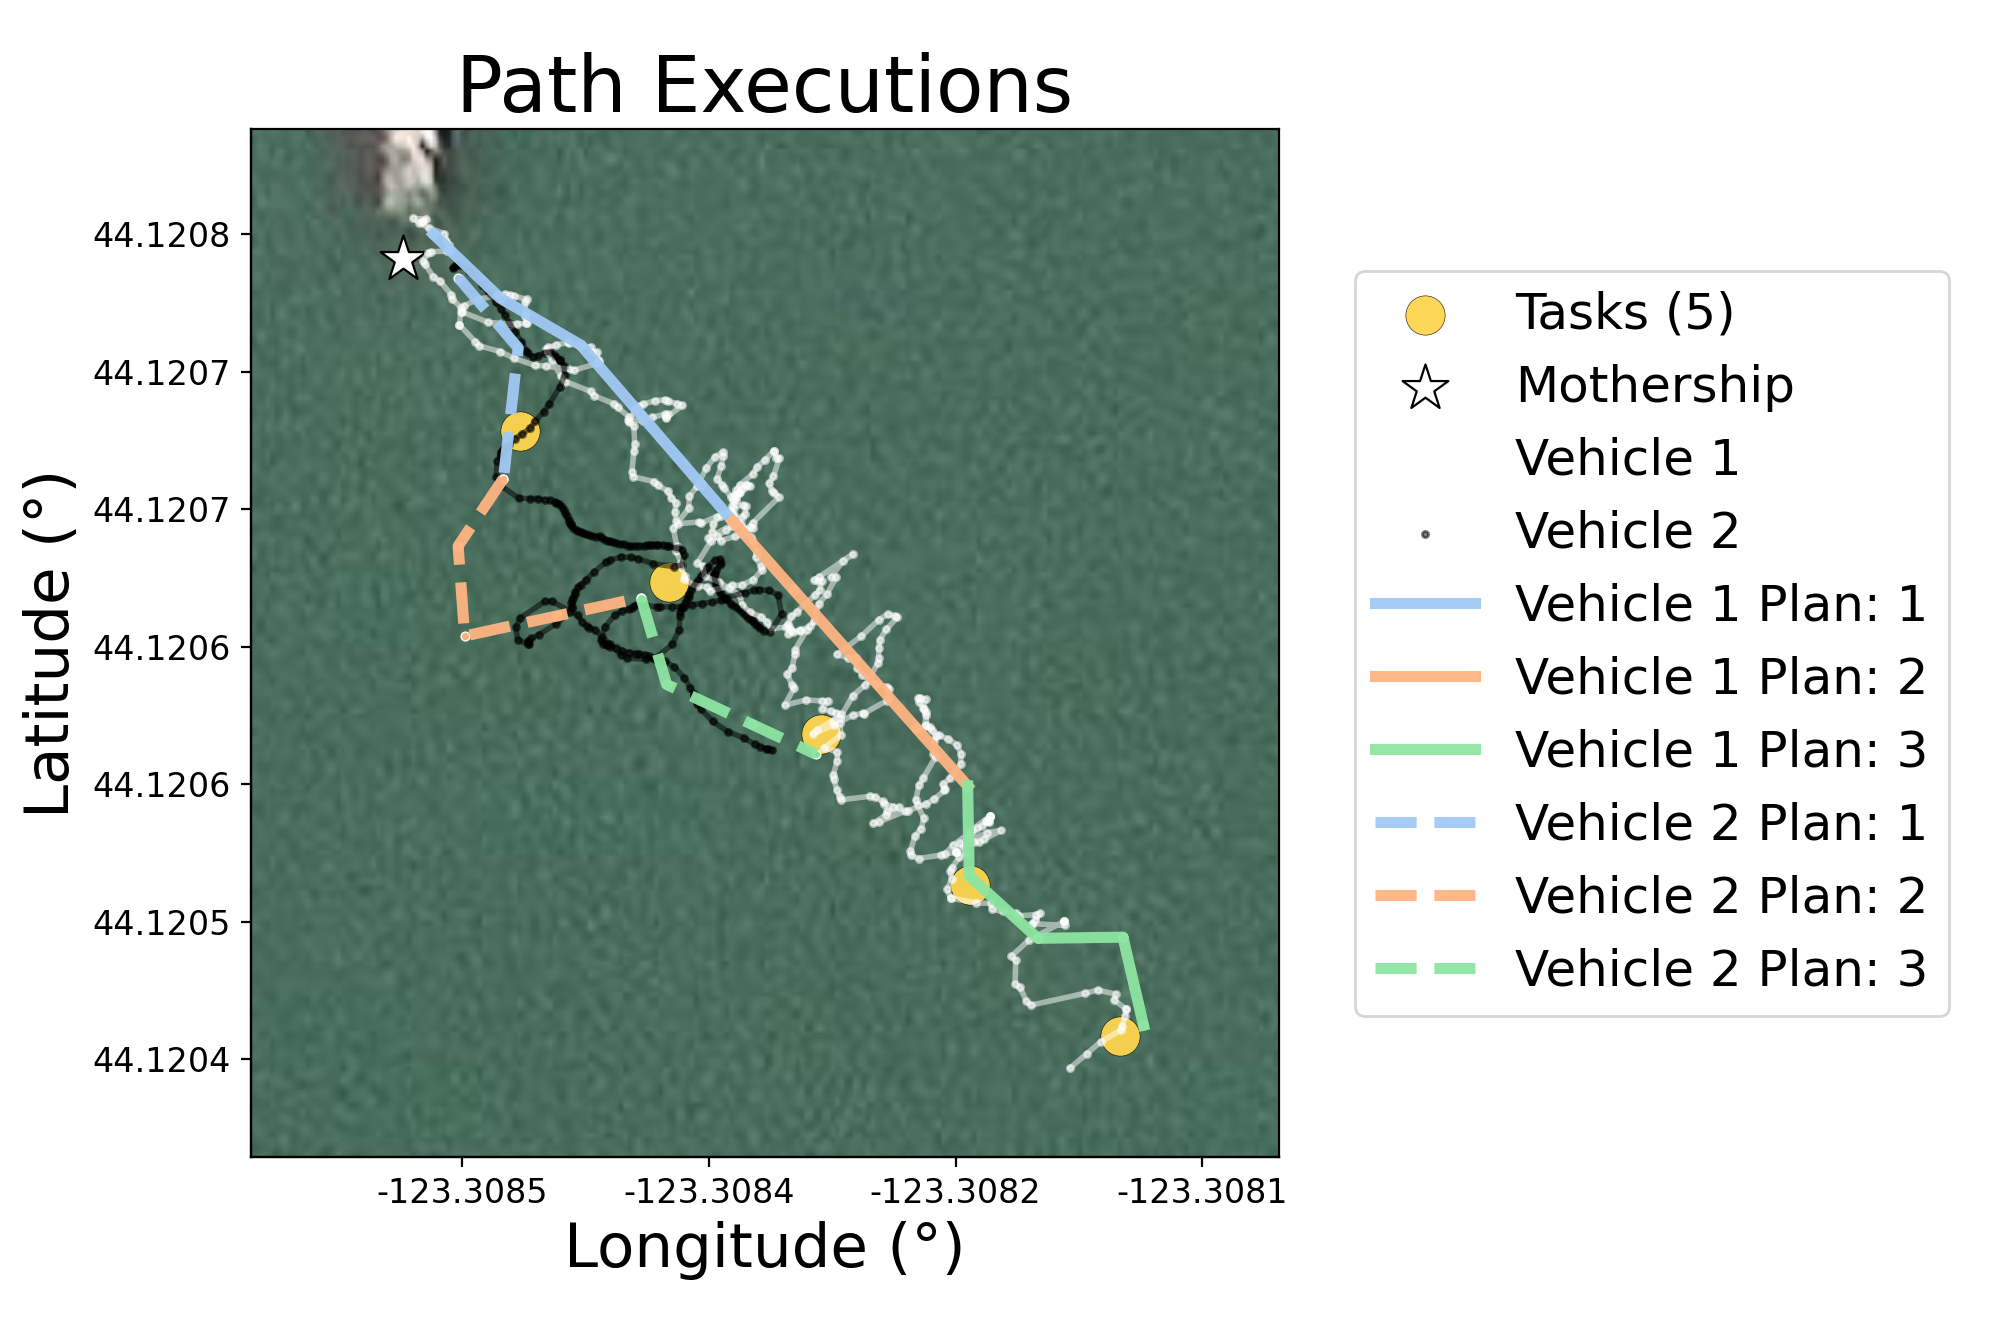 Path Executions
Latitude (°)
44.1208
44.1207
44.1207
44.1206
44.1206
44.1205
44.1204
-123.3085
-123.3084
-123.3082
-123.3081
Longitude (°)
Tasks (5)
Mothership
Vehicle 1
Vehicle 2
Vehicle 1 Plan: 1
Vehicle 1 Plan: 2
Vehicle 1 Plan: 3
Vehicle 2 Plan: 1
Vehicle 2 Plan: 2
Vehicle 2 Plan: 3